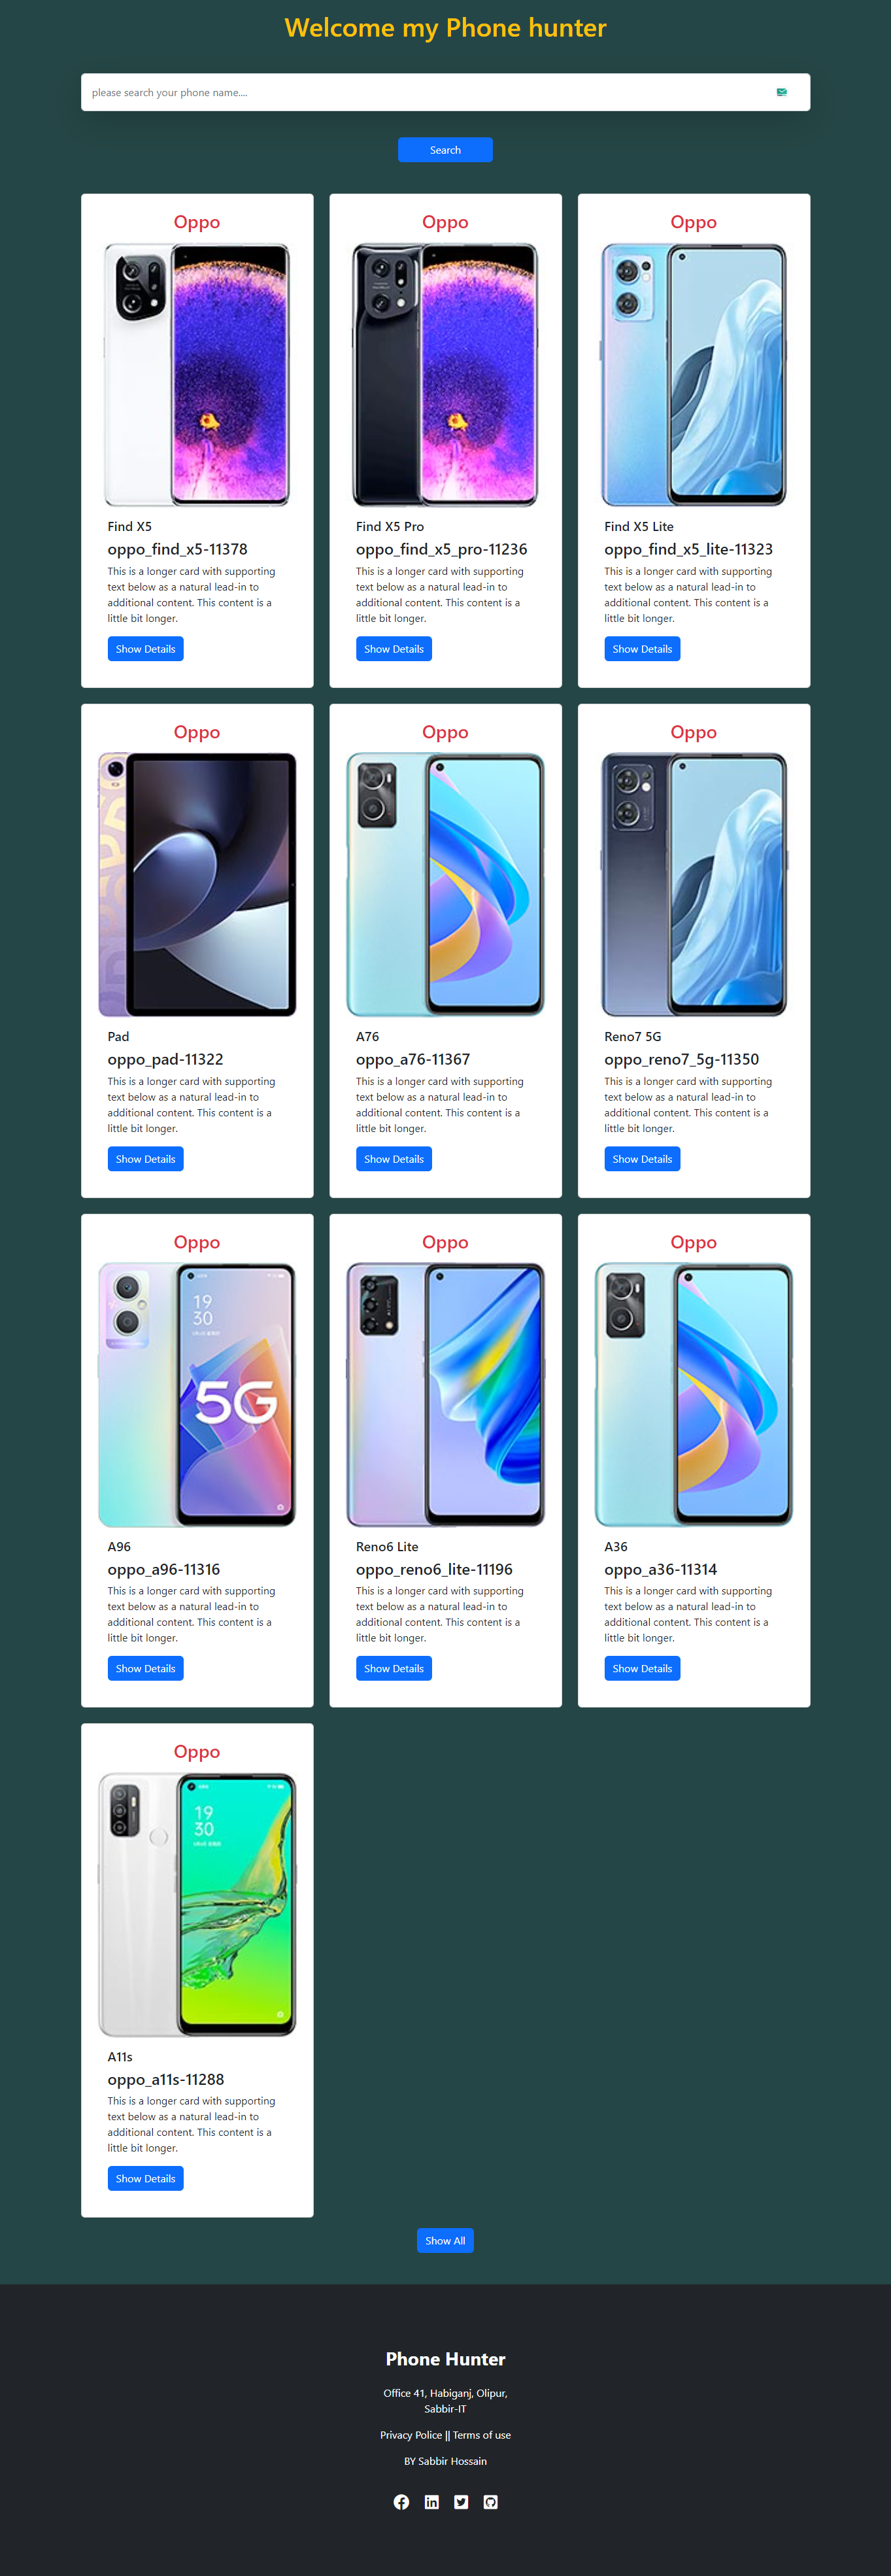 Welcome my Phone hunter
please search your phone name....
Search
Oppo
Find X5
oppo_find_x5-11378
This is a longer card with supporting
text below as a natural lead-in to
additional content. This content is a
little bit longer.
Show Details
Oppo
Find X5 Pro
oppo_find_x5_pro-11236
This is a longer card with supporting
text below as a natural lead-in to
additional content. This content is a
little bit longer.
Show Details
Oppo
Find X5 Lite
oppo_find_x5_lite-11323
This is a longer card with supporting
text below as a natural lead-in to
additional content. This content is a
little bit longer.
Show Details
Oppo
Pad
oppo_pad-11322
This is a longer card with supporting
text below as a natural lead-in to
additional content. This content is a
little bit longer.
Show Details
Oppo
A76
oppo_a76-11367
This is a longer card with supporting
text below as a natural lead-in to
additional content. This content is a
little bit longer.
Show Details
Oppo
Reno7 5G
oppo_reno7_5g-11350
This is a longer card with supporting
text below as a natural lead-in to
additional content. This content is a
little bit longer.
Show Details
Oppo
19
30
5G
A96
oppo_a96-11316
This is a longer card with supporting
text below as a natural lead-in to
additional content. This content is a
little bit longer.
Show Details
Oppo
Reno6 Lite
oppo_reno6_lite-11196
This is a longer card with supporting
text below as a natural lead-in to
additional content. This content is a
little bit longer.
Show Details
Oppo
A36
oppo_a36-11314
This is a longer card with supporting
text below as a natural lead-in to
additional content. This content is a
little bit longer.
Show Details
Oppo
19
30
A11s
oppo_a11s-11288
This is a longer card with supporting
text below as a natural lead-in to
additional content. This content is a
little bit longer.
Show Details
Show All
Phone Hunter
Office 41, Habiganj, Olipur,
Sabbir-IT
Privacy Police || Terms of use
BY Sabbir Hossain